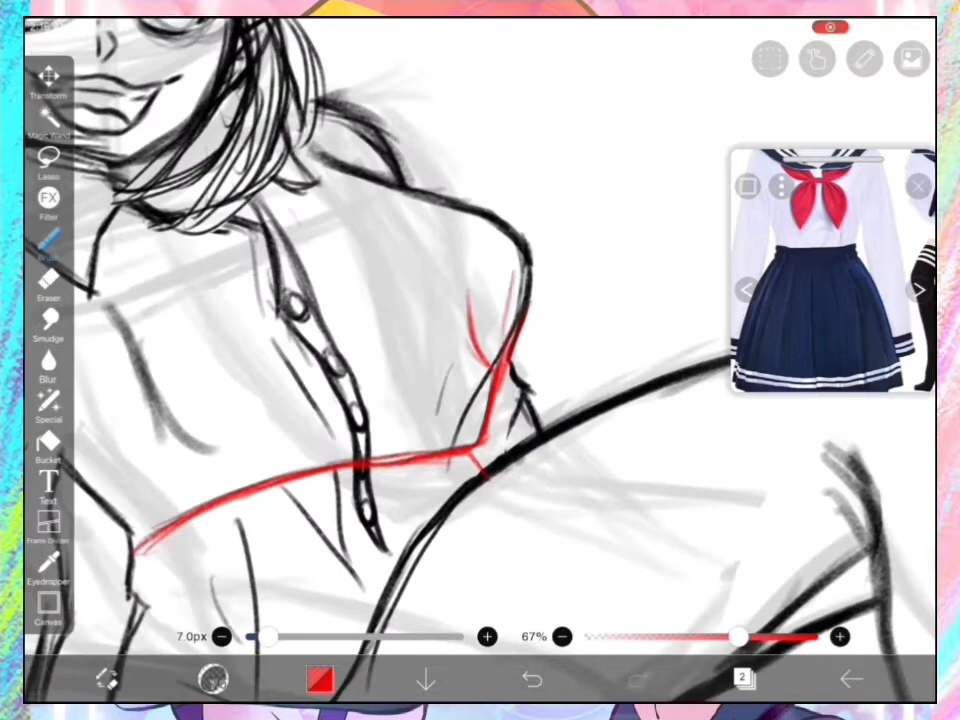 Transform
Magic Wand
Lasso
FX
Filter
Eraser
Smudge
Blur
Special
Bucket
T
Text
Frame Divider
Eyedropper
Canvas
7.0px
67%
2